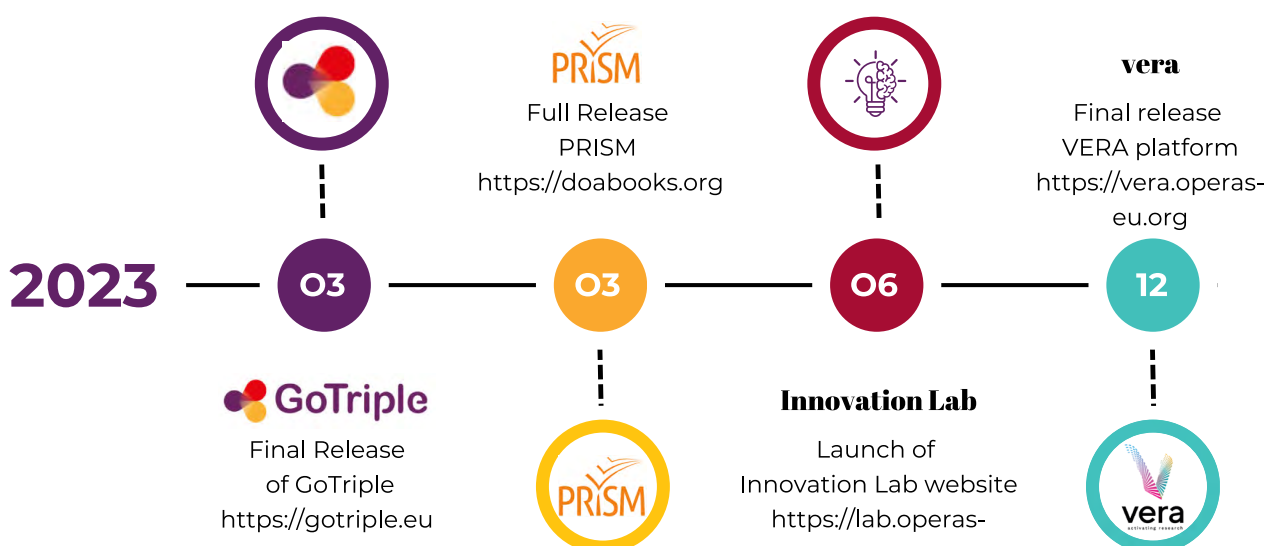 PRISM
Full Release
PRISM
https://doabooks.org
vera
Final release
VERA platform
https://vera.operas-
eu.org
2023
03
03
06
12
GoTriple
Final Release
of GoTriple
https://gotriple.eu
PRISM
Innovation Lab
Launch of
Innovation Lab website
https://lab.operas-
vera
activating research